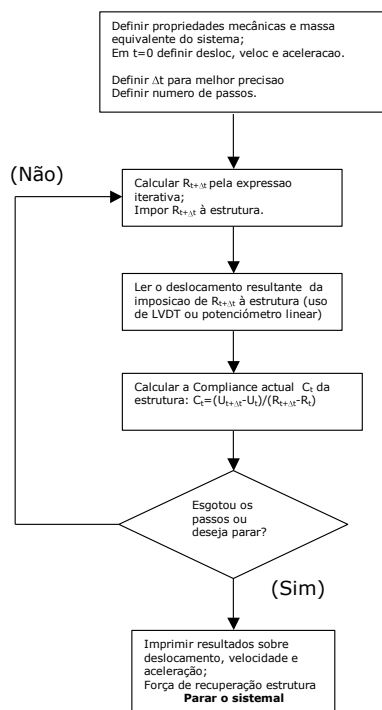 Definir propriedades mecânicas e massa
equivalente do sistema;
Em t=0 definir desloc, veloc e aceleracao.
Definir Δt para melhor precisao
Definir numero de passos.
(Não)
Calcular Rt+Δt pela expressao
iterativa;
Impor Rt+Δt à estrutura.
Ler o deslocamento resultante da
imposicao de Rt+Δt à estrutura (uso
de LVDT ou potenciómetro linear)
Calcular a Compliance actual Ct da
estrutura: Ct=(Ut+Δt-Ut)/(Rt+Δt-Rt)
Esgotou os
passos ou
deseja parar?
(Sim)
Imprimir resultados sobre
deslocamento, velocidade e
aceleração;
Força de recuperação estrutura
Parar o sistemal